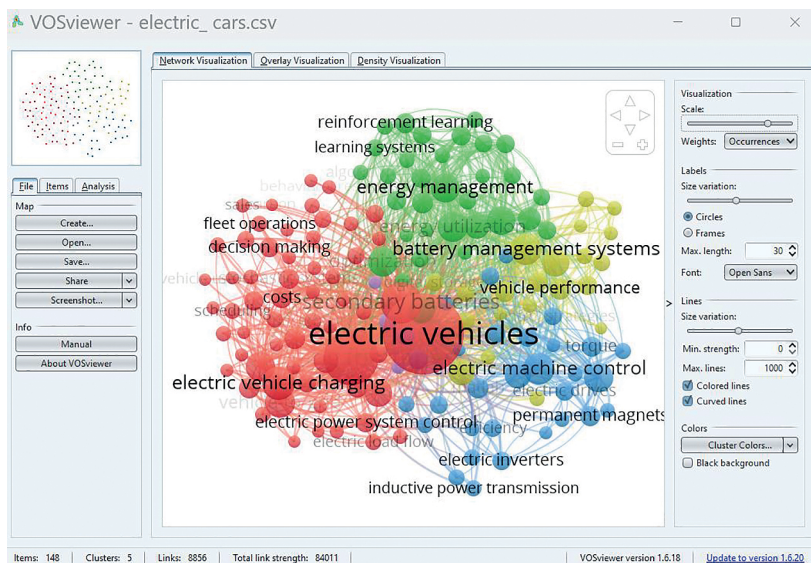 VOSviewer - electric_ cars.csv
Network Visualization
Overlay Visualization
Density Visualization
File
Items
Analysis
Map
Create...
Open...
Save...
Share
Screenshot...
Info
Manual
About VOSviewer
reinforcement learning
learning systems
energy management
energy utilization
sales
fleet operations
decision making
battery management systems
vehicle performance
costs
secondary batteries
scheduling
electric vehicles
torque
electric machine control
electric vehicle charging
electric drives
permanent magnets
electric power system control
efficiency
electric load flow
electric inverters
inductive power transmission
Visualization
Scale:
Weights: Occurrences
Labels
Size variation:
Circles
Frames
Max. length: 30
Font: Open Sans
Lines
Size variation:
Min. strength: 0
Max. lines: 1000
Colored lines
Curved lines
Colors
Cluster Colors...
Black background
Items: 148
Clusters: 5
Links: 8856
Total link strength: 84011
VOSviewer version 1.6.18
Update to version 1.6.20